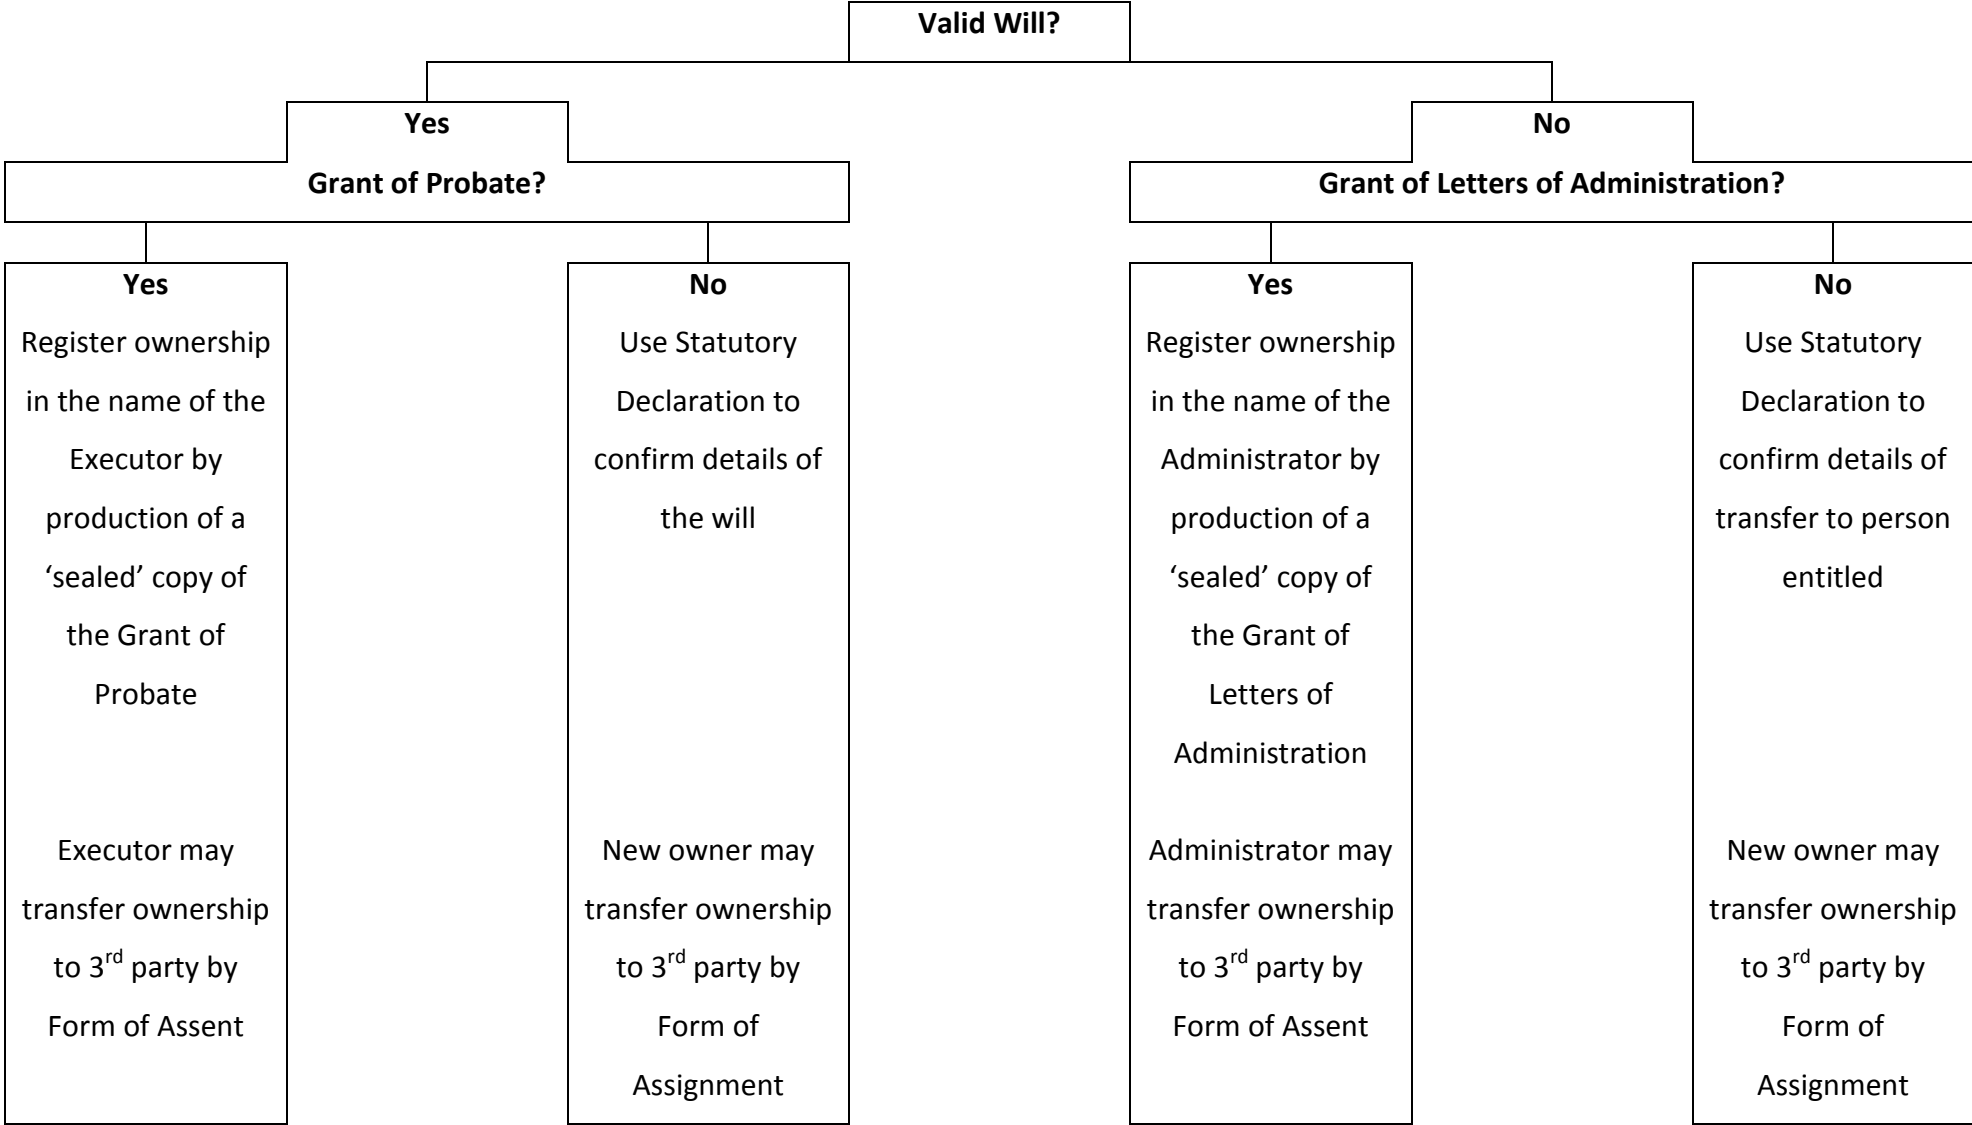 Valid Will?
Yes
Grant of Probate?
No
Grant of Letters of Administration?
Yes
Register ownership
in the name of the
Executor by
production of a
‘sealed’ copy of
the Grant of
Probate
Executor may
transfer ownership
to 3rd party by
Form of Assent
No
Use Statutory
Declaration to
confirm details of
the will
New owner may
transfer ownership
to 3rd party by
Form of
Assignment
Yes
Register ownership
in the name of the
Administrator by
production of a
‘sealed’ copy of
the Grant of
Letters of
Administration
Administrator may
transfer ownership
to 3rd party by
Form of Assent
No
Use Statutory
Declaration to
confirm details of
transfer to person
entitled
New owner may
transfer ownership
to 3rd party by
Form of
Assignment